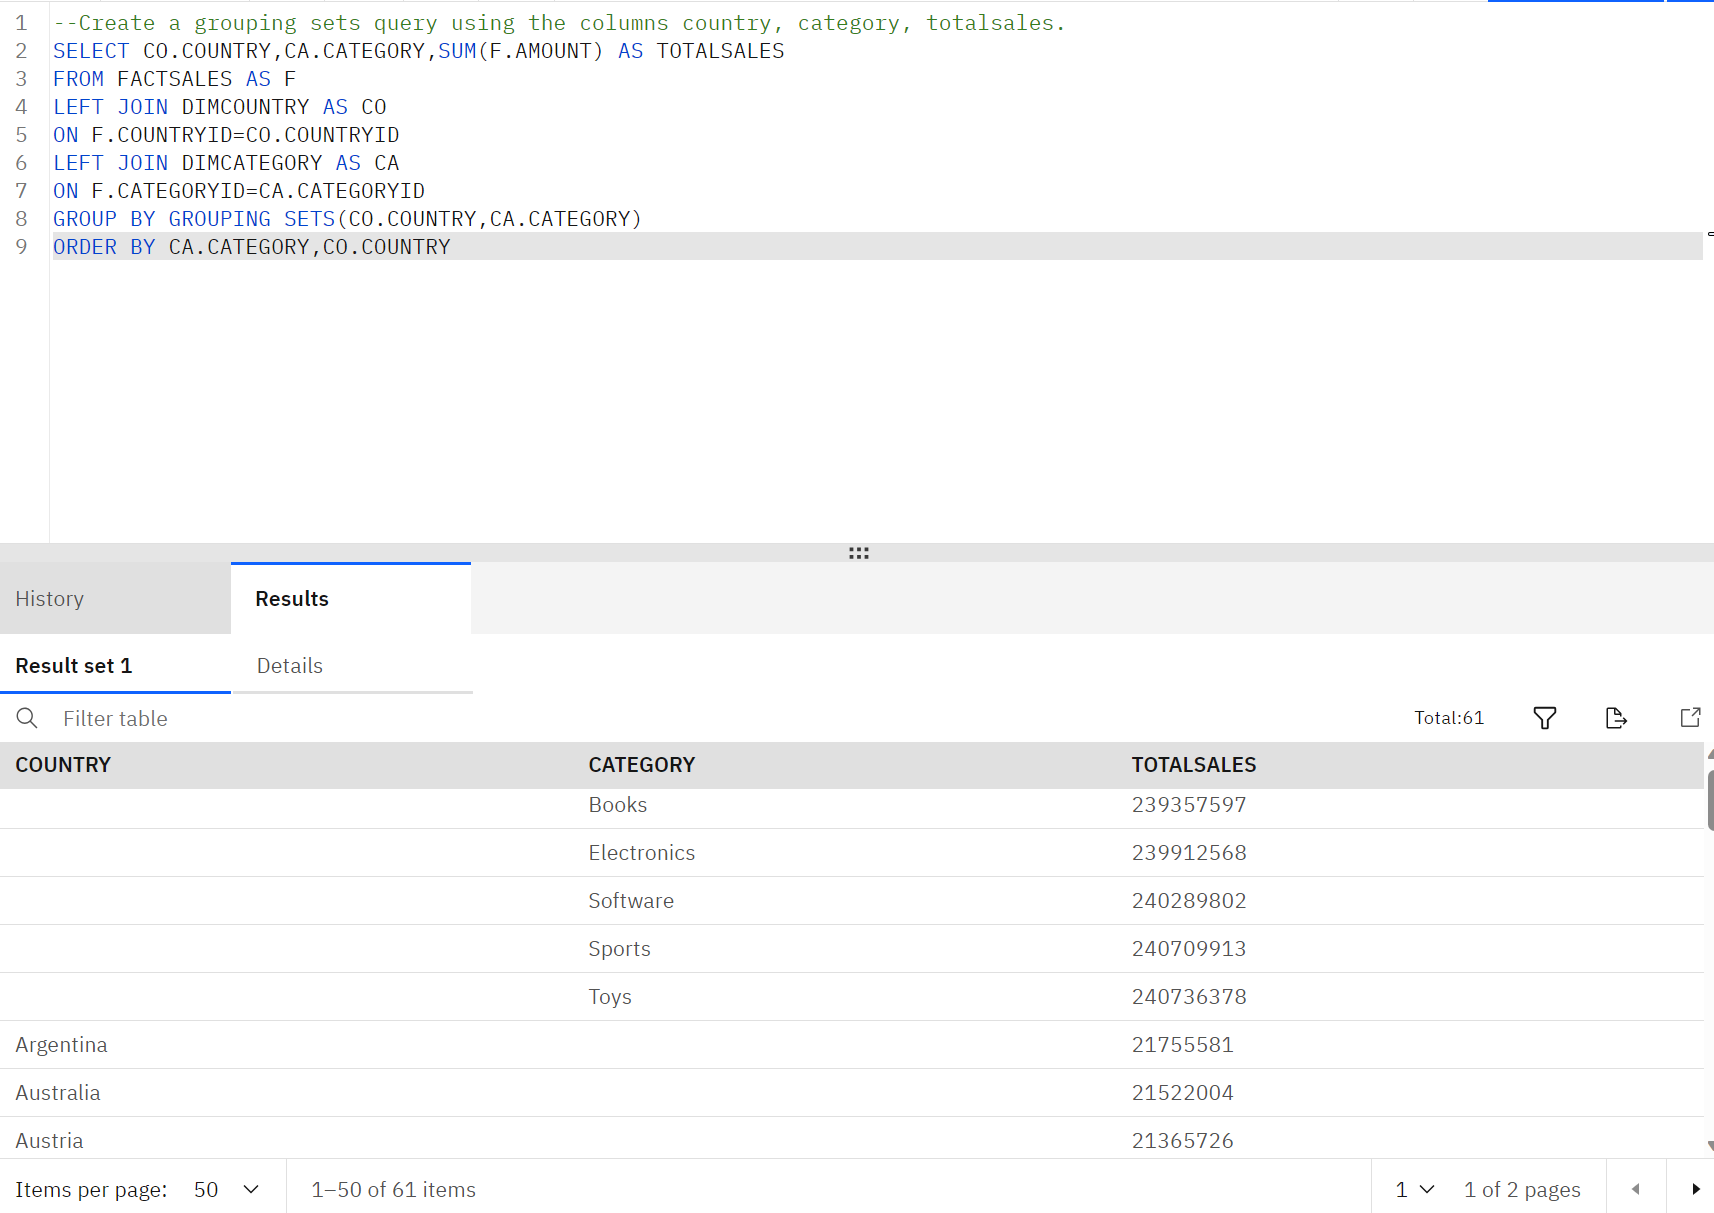 1 --Create a grouping sets query using the columns country, category, totalsales.
2 SELECT CO.COUNTRY,CA.CATEGORY,SUM(F.AMOUNT) AS TOTALSALES
3 FROM FACTSALES AS F
4 LEFT JOIN DIMCOUNTRY AS CO
5 ON F.COUNTRYID=CO.COUNTRYID
6 LEFT JOIN DIMCATEGORY AS CA
7 ON F.CATEGORYID=CA.CATEGORYID
8 GROUP BY GROUPING SETS(CO.COUNTRY,CA.CATEGORY)
9 ORDER BY CA.CATEGORY,CO.COUNTRY
History Results
Result set 1 Details
Filter table Total:61
COUNTRY CATEGORY TOTALSALES
Books 239357597
Electronics 239912568
Software 240289802
Sports 240709913
Toys 240736378
Argentina 21755581
Australia 21522004
Austria 21365726
Items per page: 50 1–50 of 61 items 1 1 of 2 pages